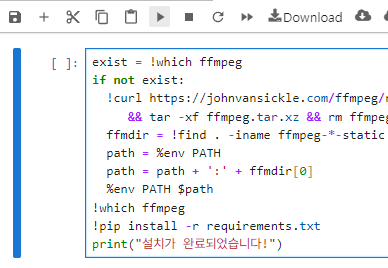 Download
[ ]:
exist = !which ffmpeg
if not exist:
!curl https://johnvansickle.com/ffmpeg/
&& tar -xf ffmpeg.tar.xz && rm ffmpeg
ffmdir = !find . -iname ffmpeg-*-static
path = %env PATH
path = path + ':' + ffmdir[0]
%env PATH $path
!which ffmpeg
!pip install -r requirements.txt
print("설치가 완료되었습니다!")